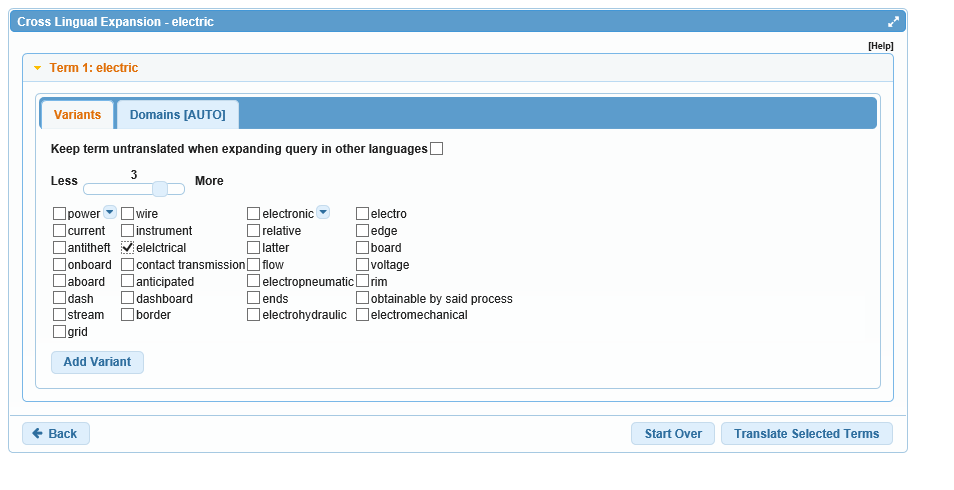 Cross Lingual Expansion - electric
[Help]
Term 1: electric
Variants Domains [AUTO]
Keep term untranslated when expanding query in other languages
3
Less More
power wire electronic electro
current instrument relative edge
antitheft elelctrical latter board
onboard contact transmission flow voltage
aboard anticipated electropneumatic rim
dash dashboard ends obtainable by said process
stream border electrohydraulic electromechanical
grid
Add Variant
Back Start Over Translate Selected Terms